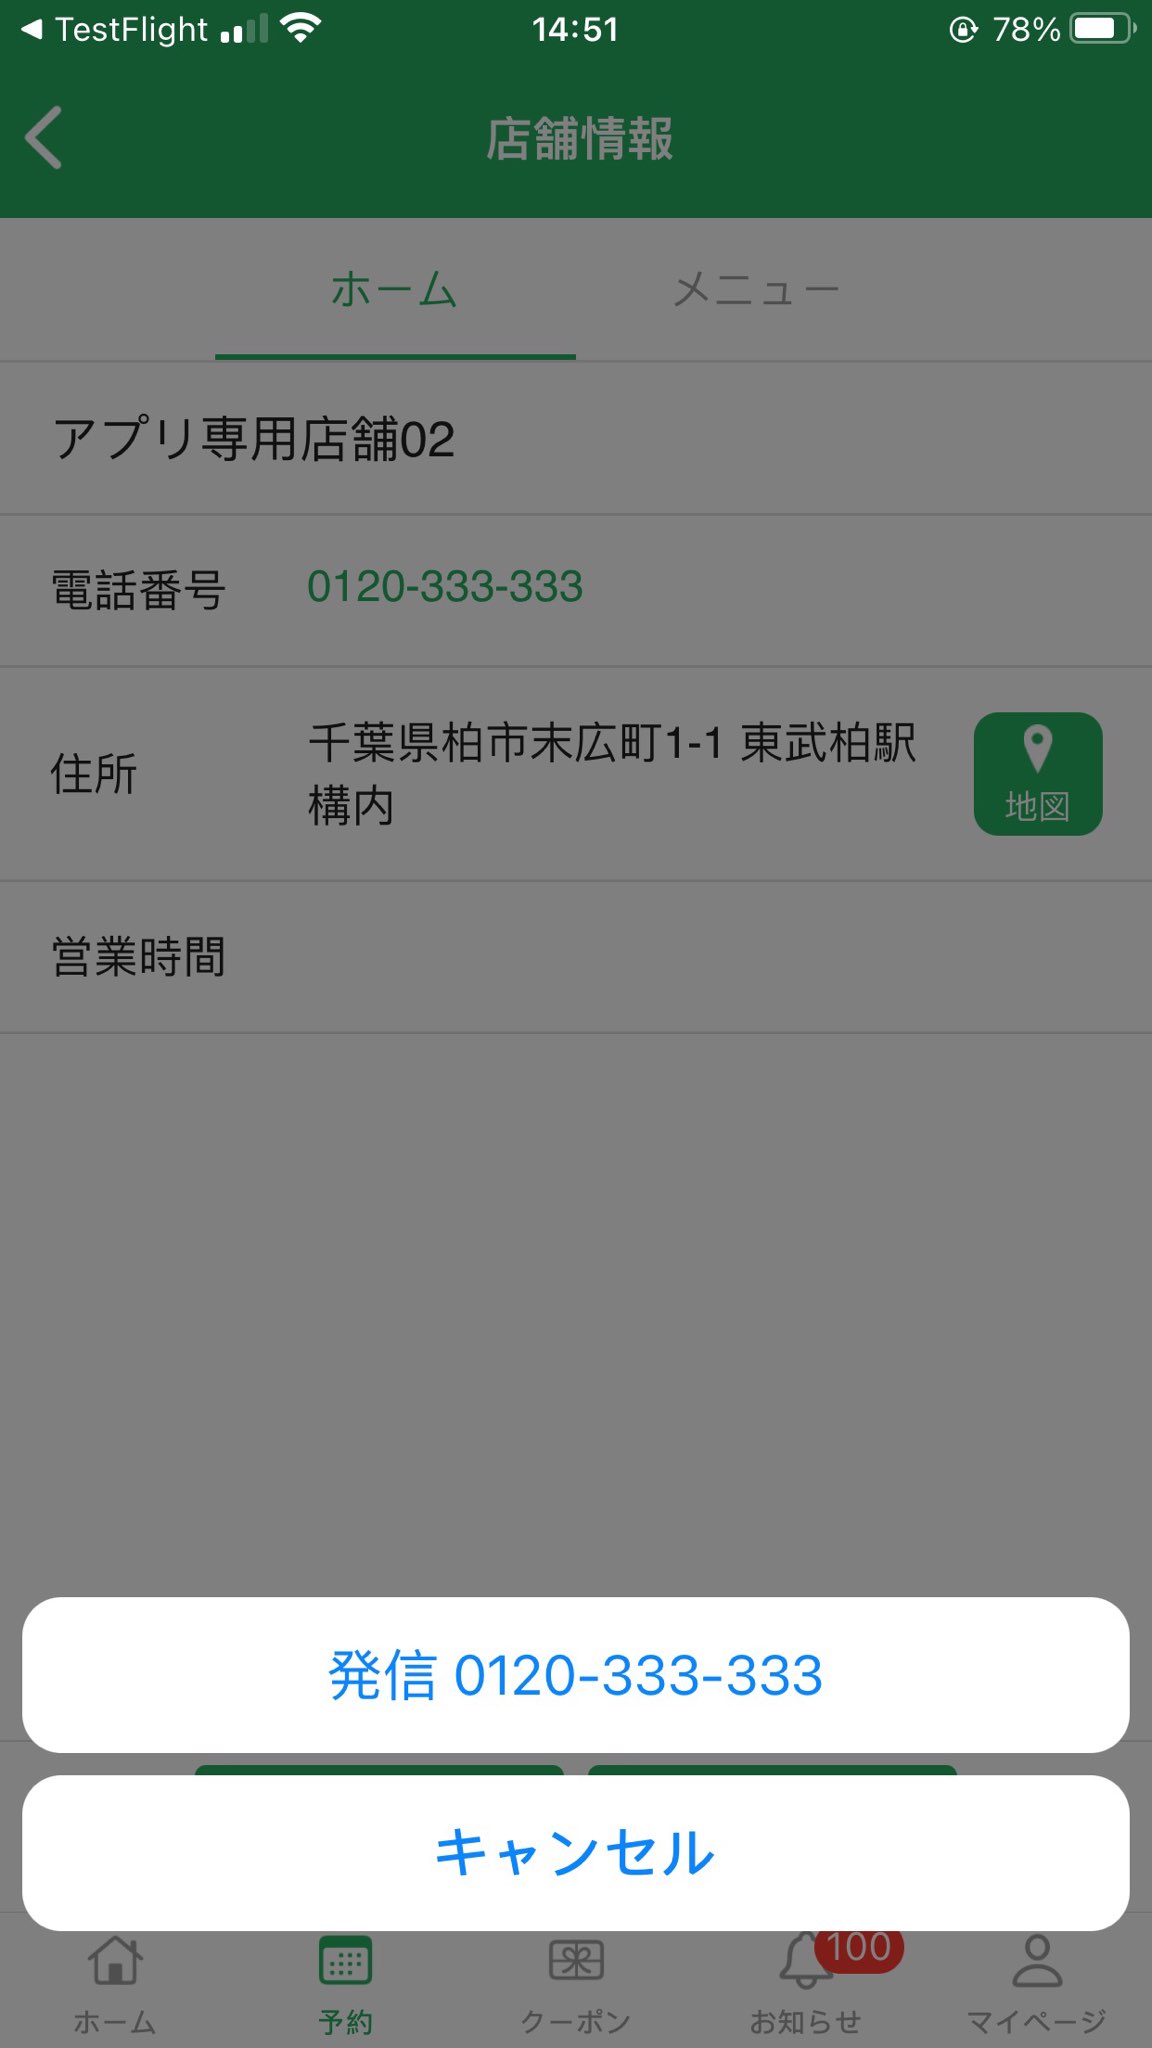 TestFlight 14:51 78%
店舗情報
ホーム メニュー
アプリ専用店舗02
電話番号 0120-333-333
住所 千葉県柏市末広町1-1 東武柏駅
構内
地図
営業時間
発信 0120-333-333
キャンセル
100
ホーム 予約 クーポン お知らせ マイページ